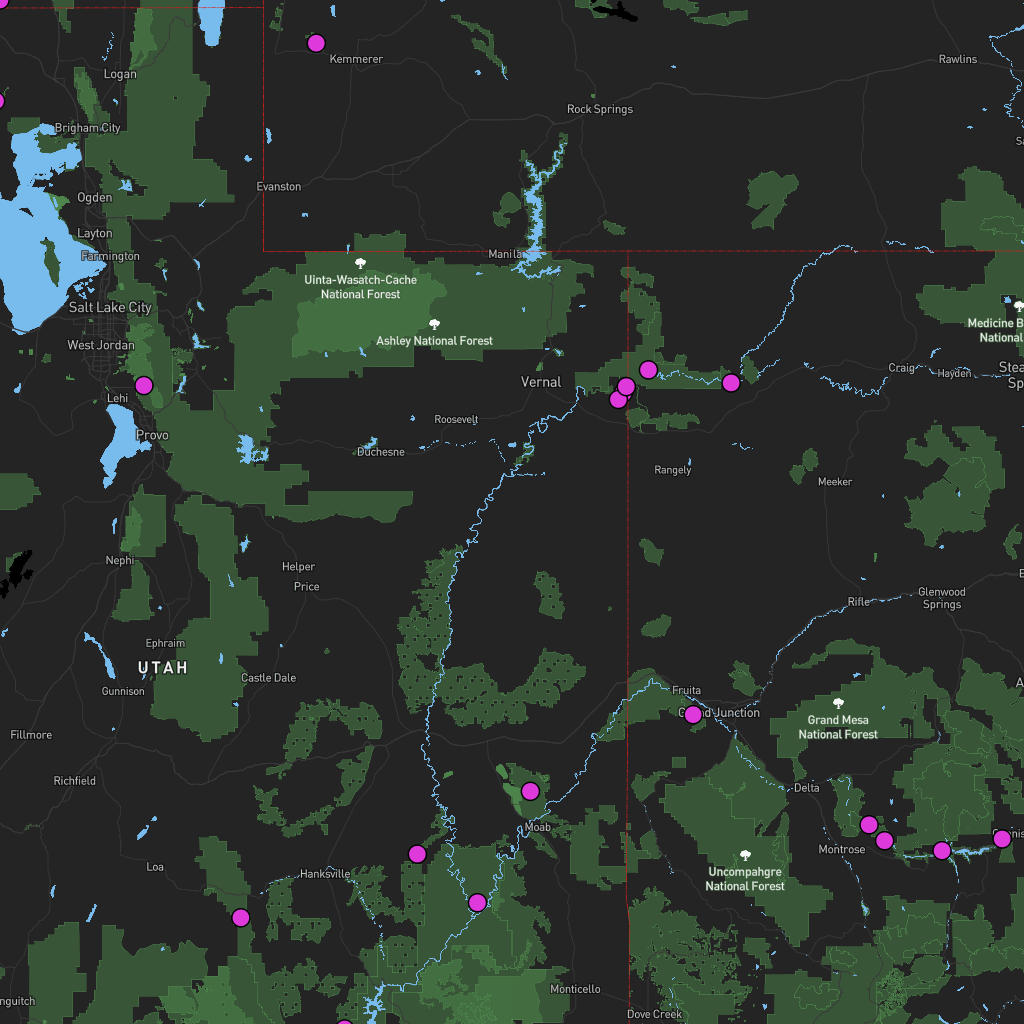 Kemmerer
Rawlins
Logan
Rock Springs
Brigham City
Evanston
Ogden
Layton
Farmington
Manila
Uinta-Wasatch-Cache
National Forest
Salt Lake City
Ashley National Forest
West Jordan
Craig
Hayden
Vernal
Lehi
Roosevelt
Provo
Duchesne
Rangely
Meeker
Nephi
Helper
Price
Glenwood
Springs
Rifle
Ephraim
UTAH
Castle Dale
Gunnison
Fruita
Junction
Grand Mesa
National Forest
Fillmore
Richfield
Delta
Moab
Montrose
Loa
Hanksville
Uncompahgre
National Forest
Monticello
Dove Creek